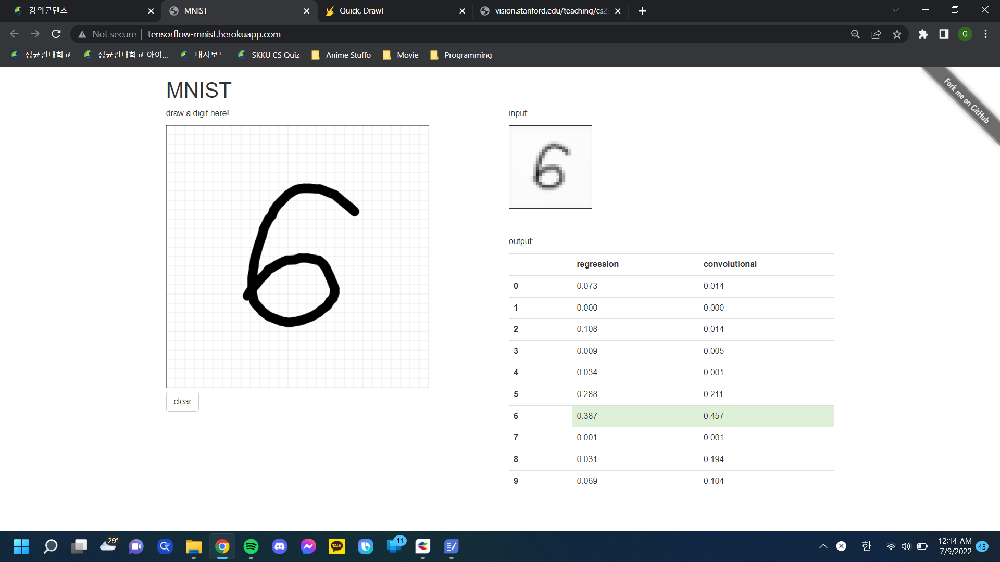 강의콘텐츠
MNIST
Quick, Draw!
vision.stanford.edu/teaching/cs2
Not secure
tensorflow-mnist.herokuapp.com
G
성균관대학교
성균관대학교 아이...
대시보드
SKKU CS Quiz
Anime Stuffo
Movie
Programming
Fork me on GitHub
MNIST
draw a digit here!
6
clear
input:
6
output:
regression convolutional
0 0.073 0.014
1 0.000 0.000
2 0.108 0.014
3 0.009 0.005
4 0.034 0.001
5 0.288 0.211
6 0.387 0.457
7 0.001 0.001
8 0.031 0.194
9 0.069 0.104
29°
TALK
11
한
12:14 AM
7/9/2022
45